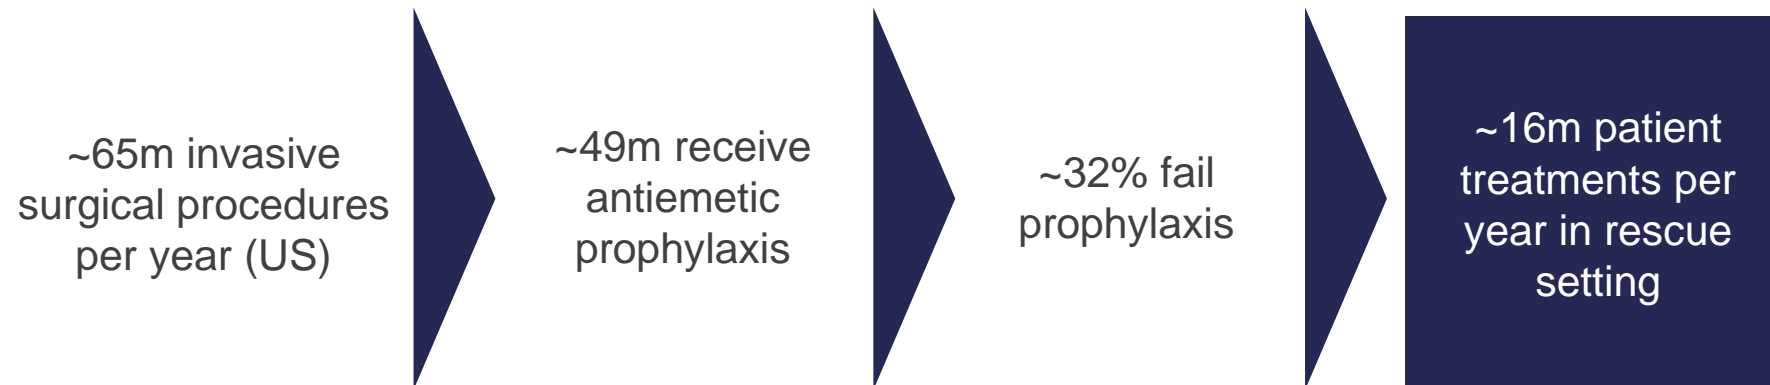 ~65m invasive
surgical procedures
per year (US)
~49m receive
antiemetic
prophylaxis
~32% fail
prophylaxis
~16m patient
treatments per
year in rescue
setting